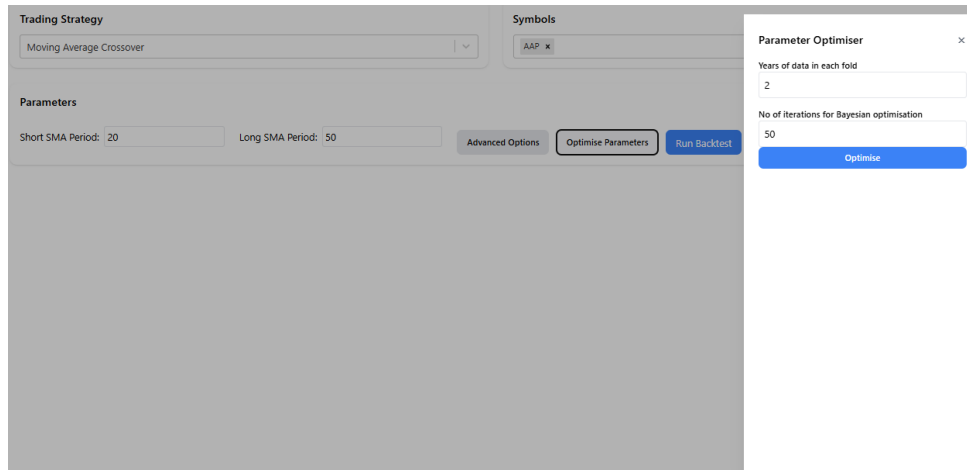 Trading Strategy
Moving Average Crossover
Symbols
AAP ×
Parameters
Short SMA Period: 20
Long SMA Period: 50
Advanced Options
Optimise Parameters
Run Backtest
Parameter Optimiser ×
Years of data in each fold
2
No of iterations for Bayesian optimisation
50
Optimise